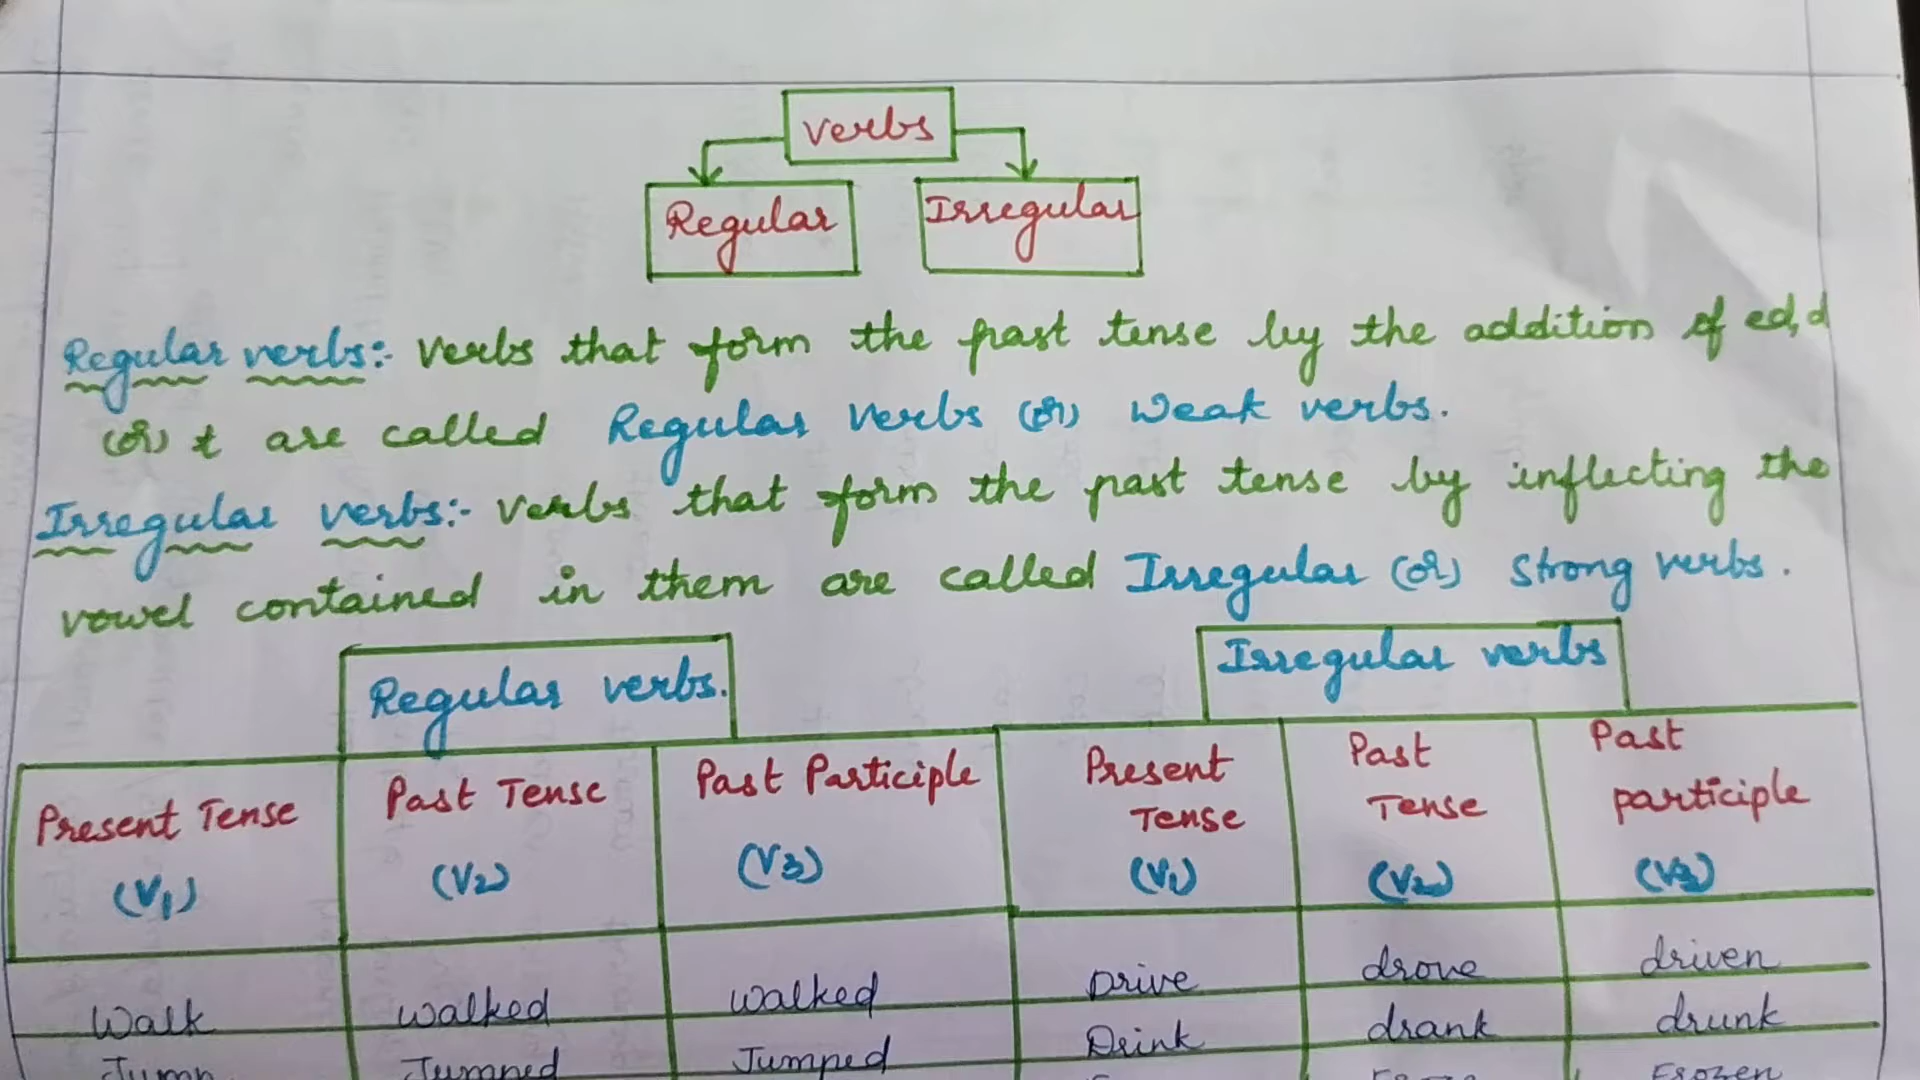 Verbs
Regular
Irregular
Regular verbs:- Verbs that form the past tense by the addition of ed, d
(or) t are called Regular Verbs (or) Weak verbs.
Irregular verbs:- Verbs that form the past tense by inflecting the
vowel contained in them are called Irregular (or) Strong verbs.
Regular verbs.
Irregular verbs
Present Tense (V1)
Past Tense (V2)
Past Participle (V3)
Present
Tense
(V1)
Past
Tense
(V2)
Past
participle
(V3)
Walk walked walked Drive drove driven
Jump Jumped Jumped Drink drank drunk
Frozen